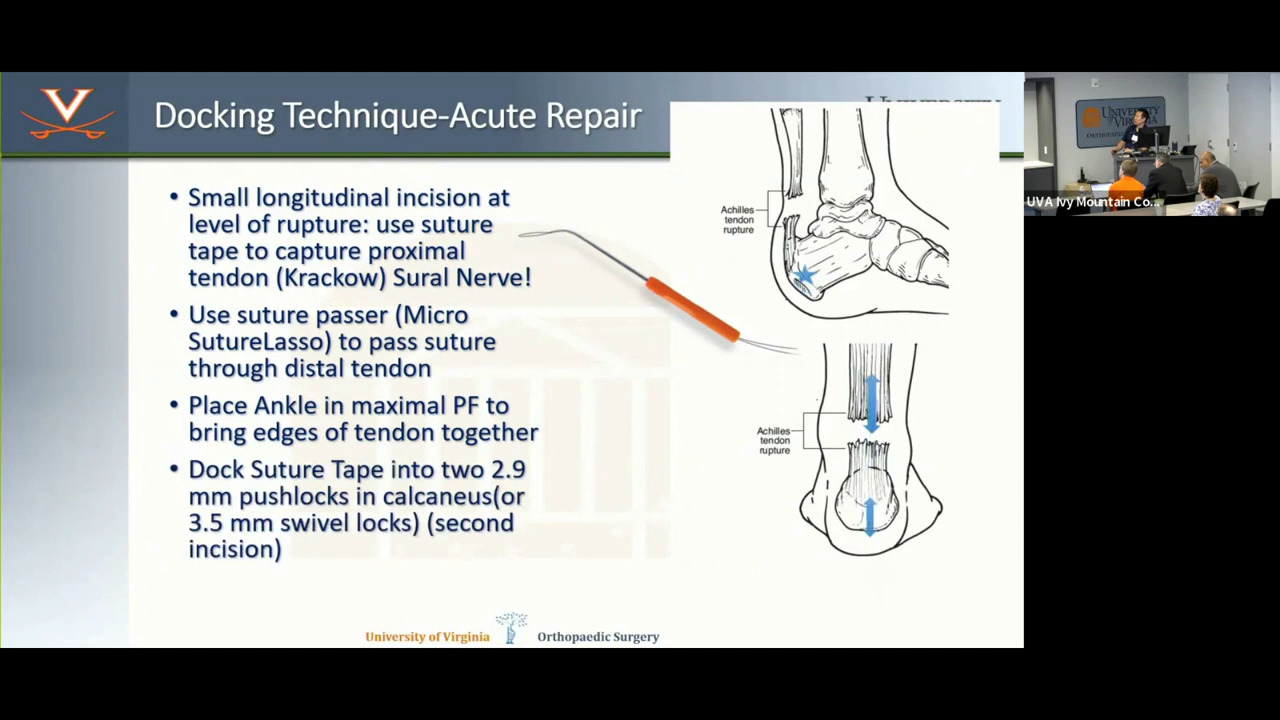 Docking Technique-Acute Repair
• Small longitudinal incision at
level of rupture: use suture
tape to capture proximal
tendon (Krackow) Sural Nerve!
• Use suture passer (Micro
SutureLasso) to pass suture
through distal tendon
• Place Ankle in maximal PF to
bring edges of tendon together
• Dock Suture Tape into two 2.9
mm pushlocks in calcaneus(or
3.5 mm swivel locks) (second
incision)
Achilles
tendon
rupture
Achilles
tendon
rupture
University of Virginia Orthopaedic Surgery
UNIVERSITY
of VIRGINIA
UVA Ivy Mountain Co...